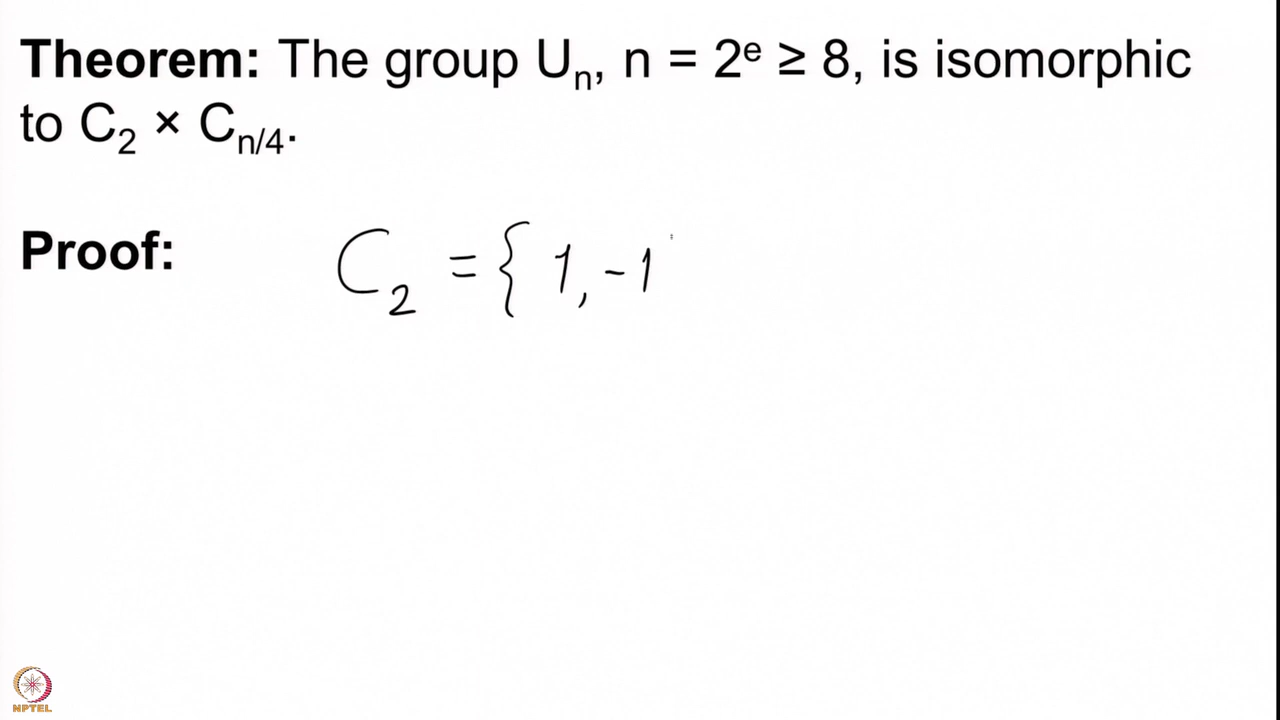 Theorem: The group Uₙ, n = 2ᵉ ≥ 8, is isomorphic
to C₂ × Cₙ/₄.
Proof: C₂ = { 1, -1
NPTEL